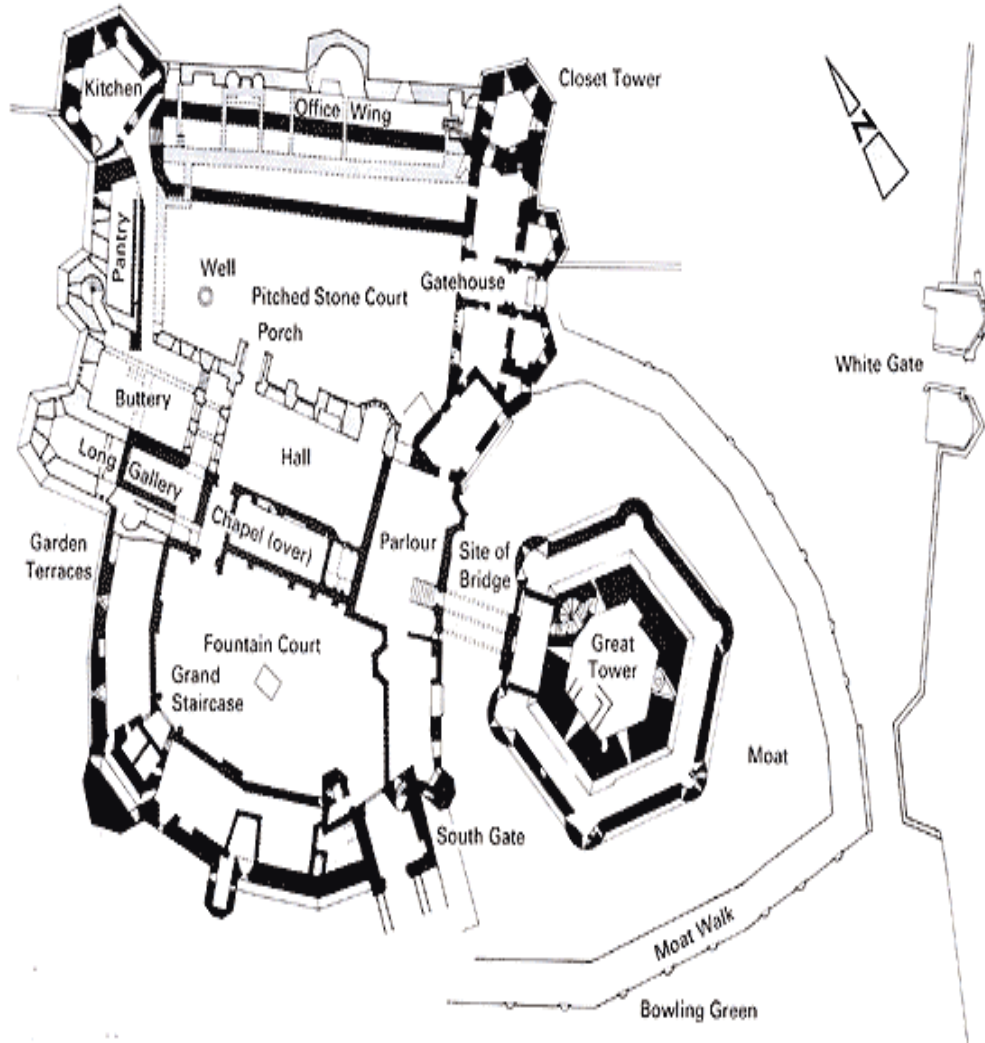 Closet Tower
Kitchen
Office Wing
N
Pantry
Well
Gatehouse
Pitched Stone Court
Porch
White Gate
Buttery
Hall
Long
Gallery
Chapel (over)
Parlour
Garden
Terraces
Site of
Bridge
Fountain Court
Great
Tower
Grand
Staircase
Moat
South Gate
Moat Walk
Bowling Green